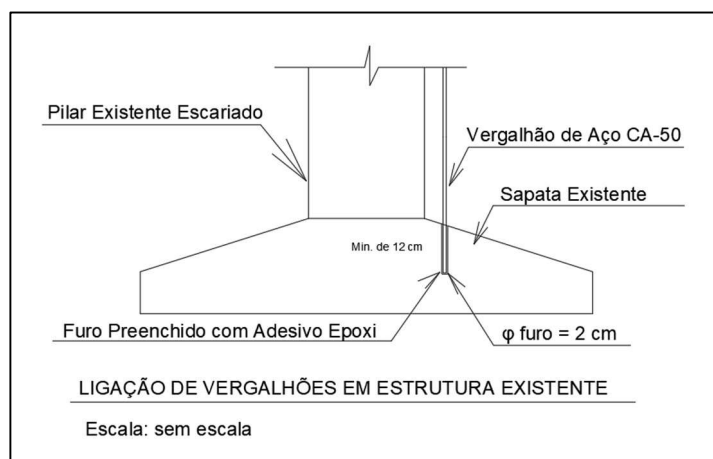 Pilar Existente Escariado
Vergalhão de Aço CA-50
Sapata Existente
Min. de 12 cm
Furo Preenchido com Adesivo Epoxi
φ furo = 2 cm
LIGAÇÃO DE VERGALHÕES EM ESTRUTURA EXISTENTE
Escala: sem escala